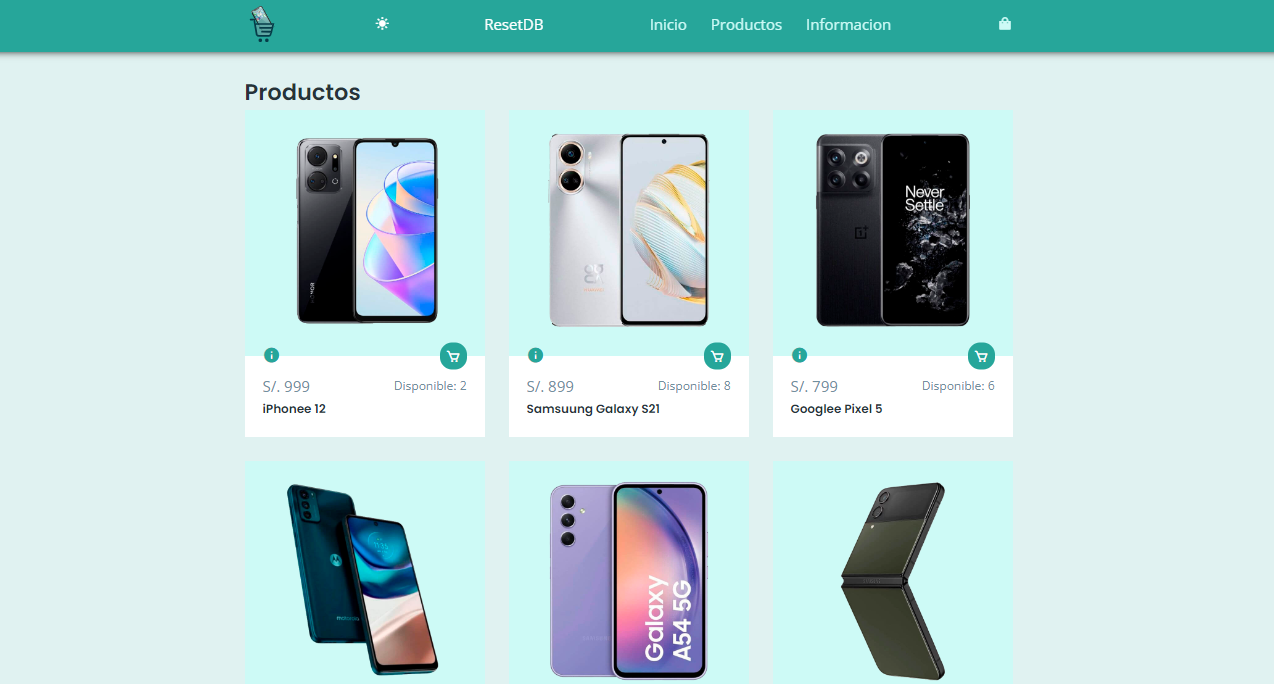 ResetDB Inicio Productos Informacion
Productos
HONOR
Never
Settle
S/. 999 Disponible: 2
iPhonee 12
S/. 899 Disponible: 8
Samsuung Galaxy S21
S/. 799 Disponible: 6
Googlee Pixel 5
motorola
Galaxy
A54 5G